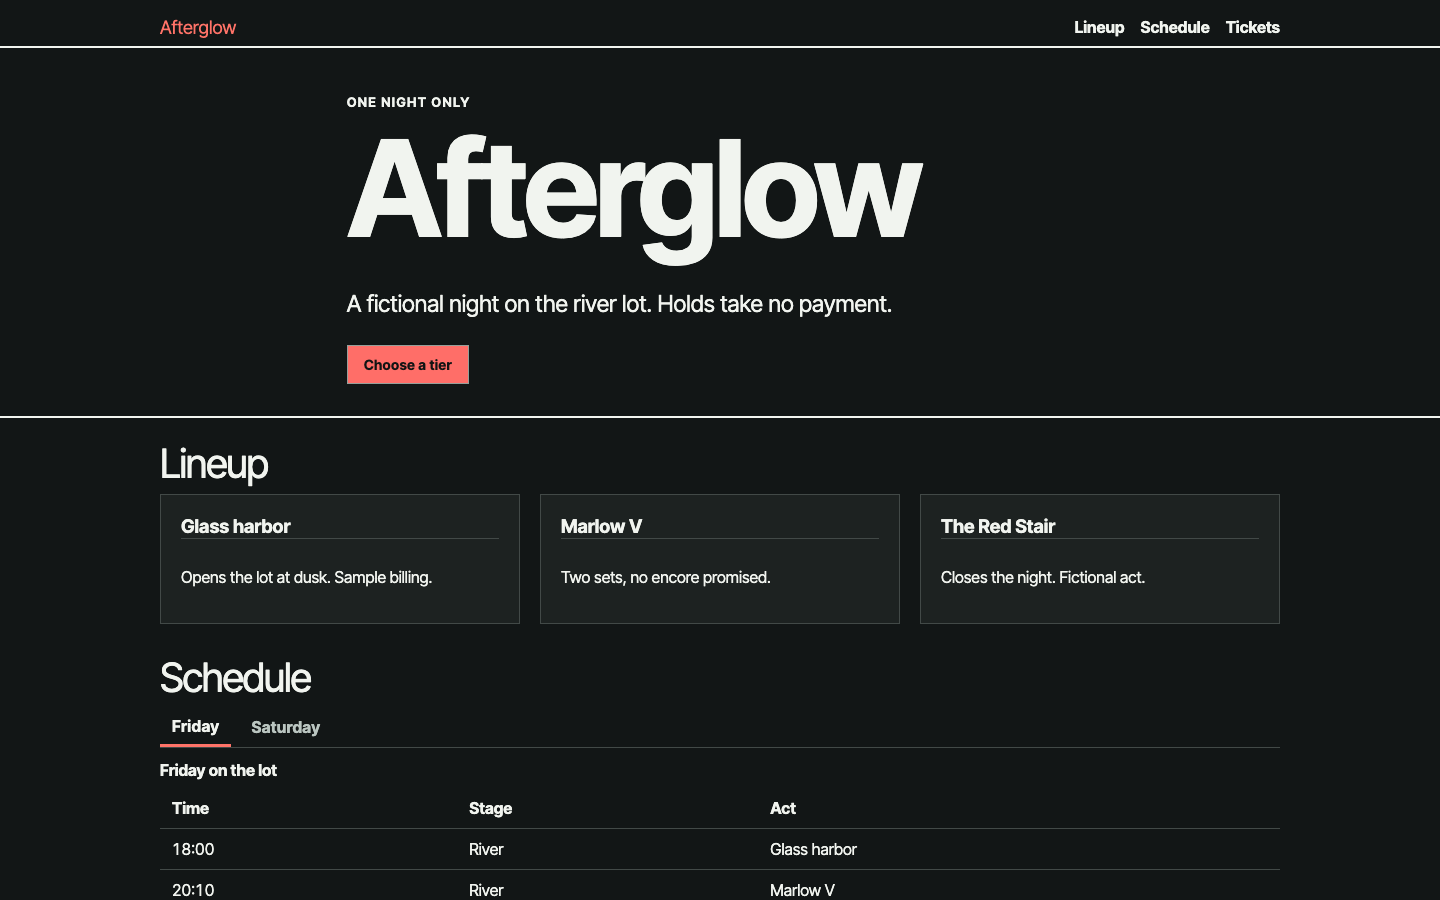 Afterglow
Lineup Schedule Tickets
ONE NIGHT ONLY
Afterglow
A fictional night on the river lot. Holds take no payment.
Choose a tier
Lineup
Glass harbor
Opens the lot at dusk. Sample billing.
Marlow V
Two sets, no encore promised.
The Red Stair
Closes the night. Fictional act.
Schedule
Friday Saturday
Friday on the lot
Time Stage Act
18:00 River Glass harbor
20:10 River Marlow V